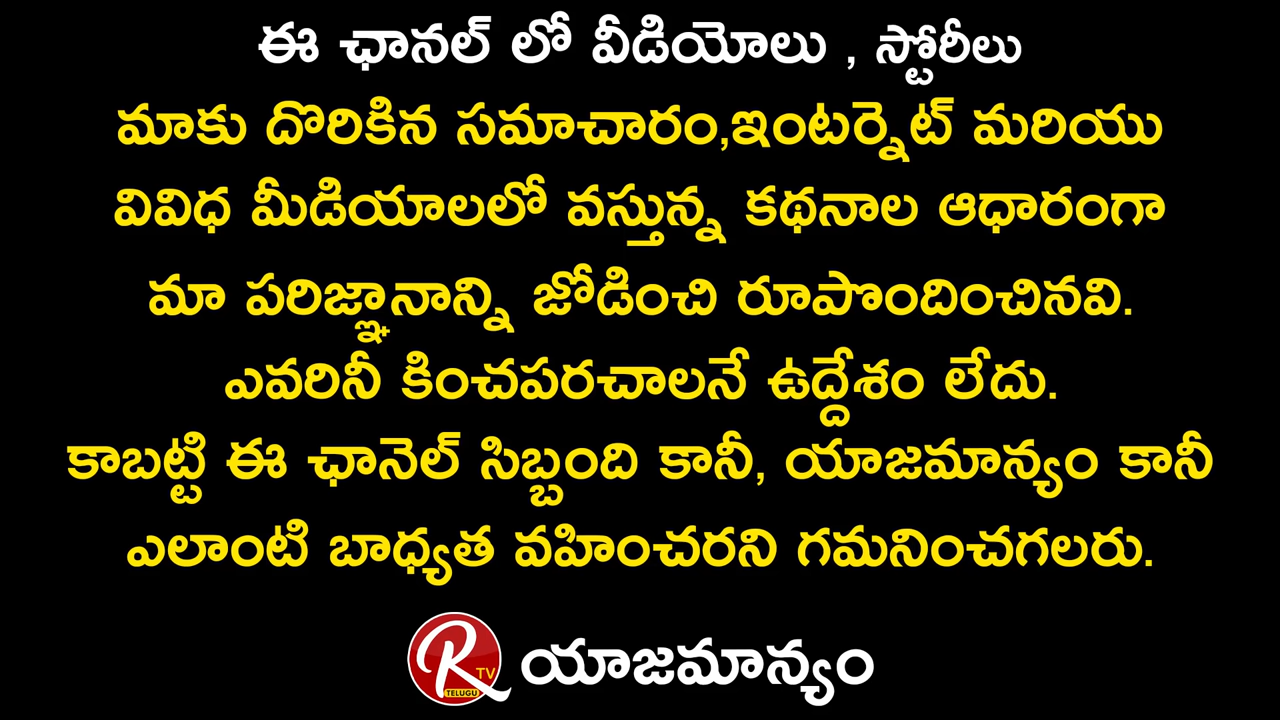 ఈ ఛానల్ లో వీడియోలు , స్టోరీలు
మాకు దొరికిన సమాచారం,ఇంటర్నెట్ మరియు
వివిధ మీడియాలలో వస్తున్న కథనాల ఆధారంగా
మా పరిజ్ఞానాన్ని జోడించి రూపొందించినవి.
ఎవరినీ కించపరచాలనే ఉద్దేశం లేదు.
కాబట్టి ఈ ఛానెల్ సిబ్బంది కానీ, యాజమాన్యం కానీ
ఎలాంటి బాధ్యత వహించరని గమనించగలరు.
R TV TELUGU యాజమాన్యం